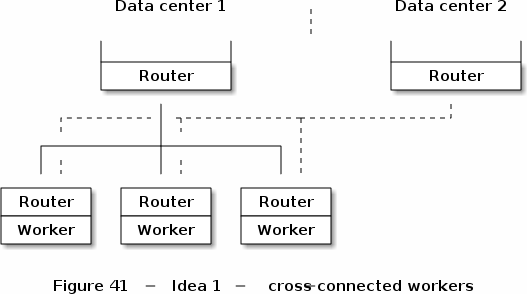 Data center 1 Data center 2
Router Router
Router Router Router
Worker Worker Worker
Figure 41 – Idea 1 – cross-connected workers